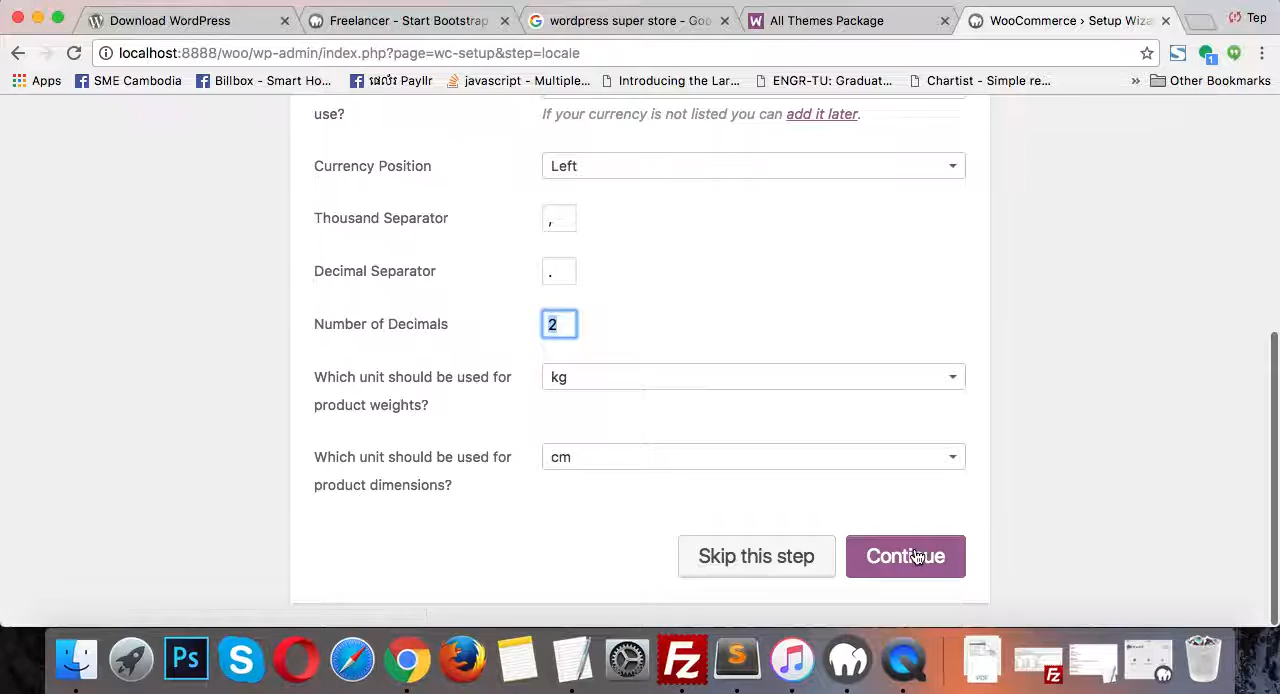 Download WordPress
Freelancer - Start Bootstrap
wordpress super store - Goo
All Themes Package
WooCommerce › Setup Wiza
Tep
localhost:8888/woo/wp-admin/index.php?page=wc-setup&step=locale
1
Apps
SME Cambodia
Billbox - Smart Ho...
javascript - Multiple...
Introducing the Lar...
ENGR-TU: Graduat...
Chartist - Simple re...
»
Other Bookmarks
use?
If your currency is not listed you can add it later.
Currency Position
Left
Thousand Separator
,
Decimal Separator
.
Number of Decimals
2
Which unit should be used for
product weights?
kg
Which unit should be used for
product dimensions?
cm
Skip this step
Continue
Ps
S
Fz
S